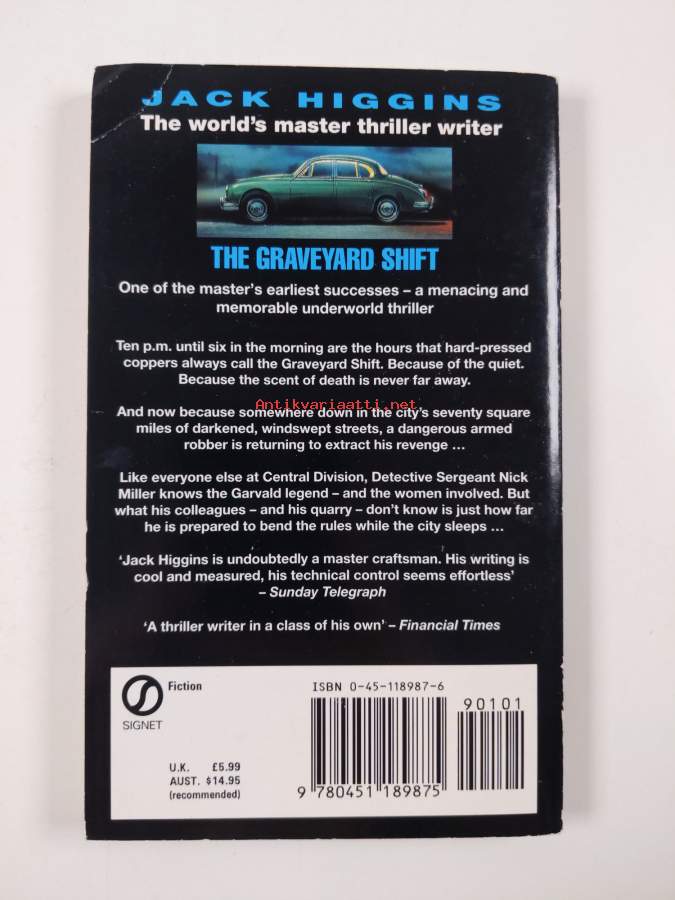 JACK HIGGINS
The world's master thriller writer
THE GRAVEYARD SHIFT
One of the master's earliest successes – a menacing and
memorable underworld thriller
Ten p.m. until six in the morning are the hours that hard-pressed
coppers always call the Graveyard Shift. Because of the quiet.
Because the scent of death is never far away.
Antikvariaatti.net
And now because somewhere down in the city's seventy square
miles of darkened, windswept streets, a dangerous armed
robber is returning to extract his revenge ...
Like everyone else at Central Division, Detective Sergeant Nick
Miller knows the Garvald legend – and the women involved. But
what his colleagues – and his quarry – don't know is just how far
he is prepared to bend the rules while the city sleeps ...
'Jack Higgins is undoubtedly a master craftsman. His writing is
cool and measured, his technical control seems effortless'
– Sunday Telegraph
'A thriller writer in a class of his own' – Financial Times
SIGNET
Fiction
U.K. £5.99
AUST. $14.95
(recommended)
ISBN 0-45-118987-6
90101
9 780451 189875